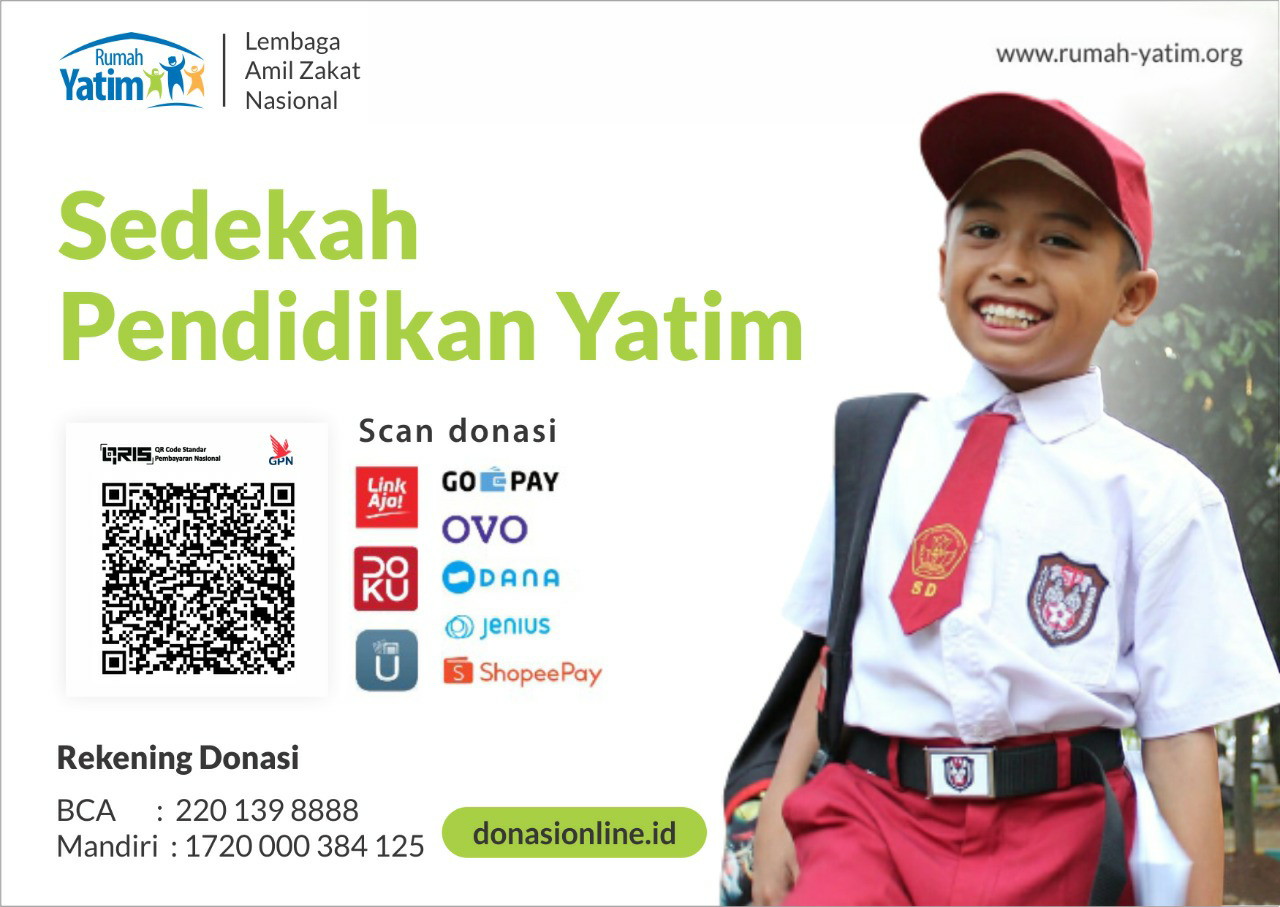 Rumah
Yatim
Lembaga
Amil Zakat
Nasional
www.rumah-yatim.org
Sedekah
Pendidikan Yatim
QRIS QR Code Standar
Pembayaran Nasional
GPN
Scan donasi
Link
Aja!
GO PAY
OVO
DOKU
DANA
Jenius
U
S ShopeePay
SD
Rekening Donasi
BCA : 220 139 8888
Mandiri : 1720 000 384 125
donasionline.id